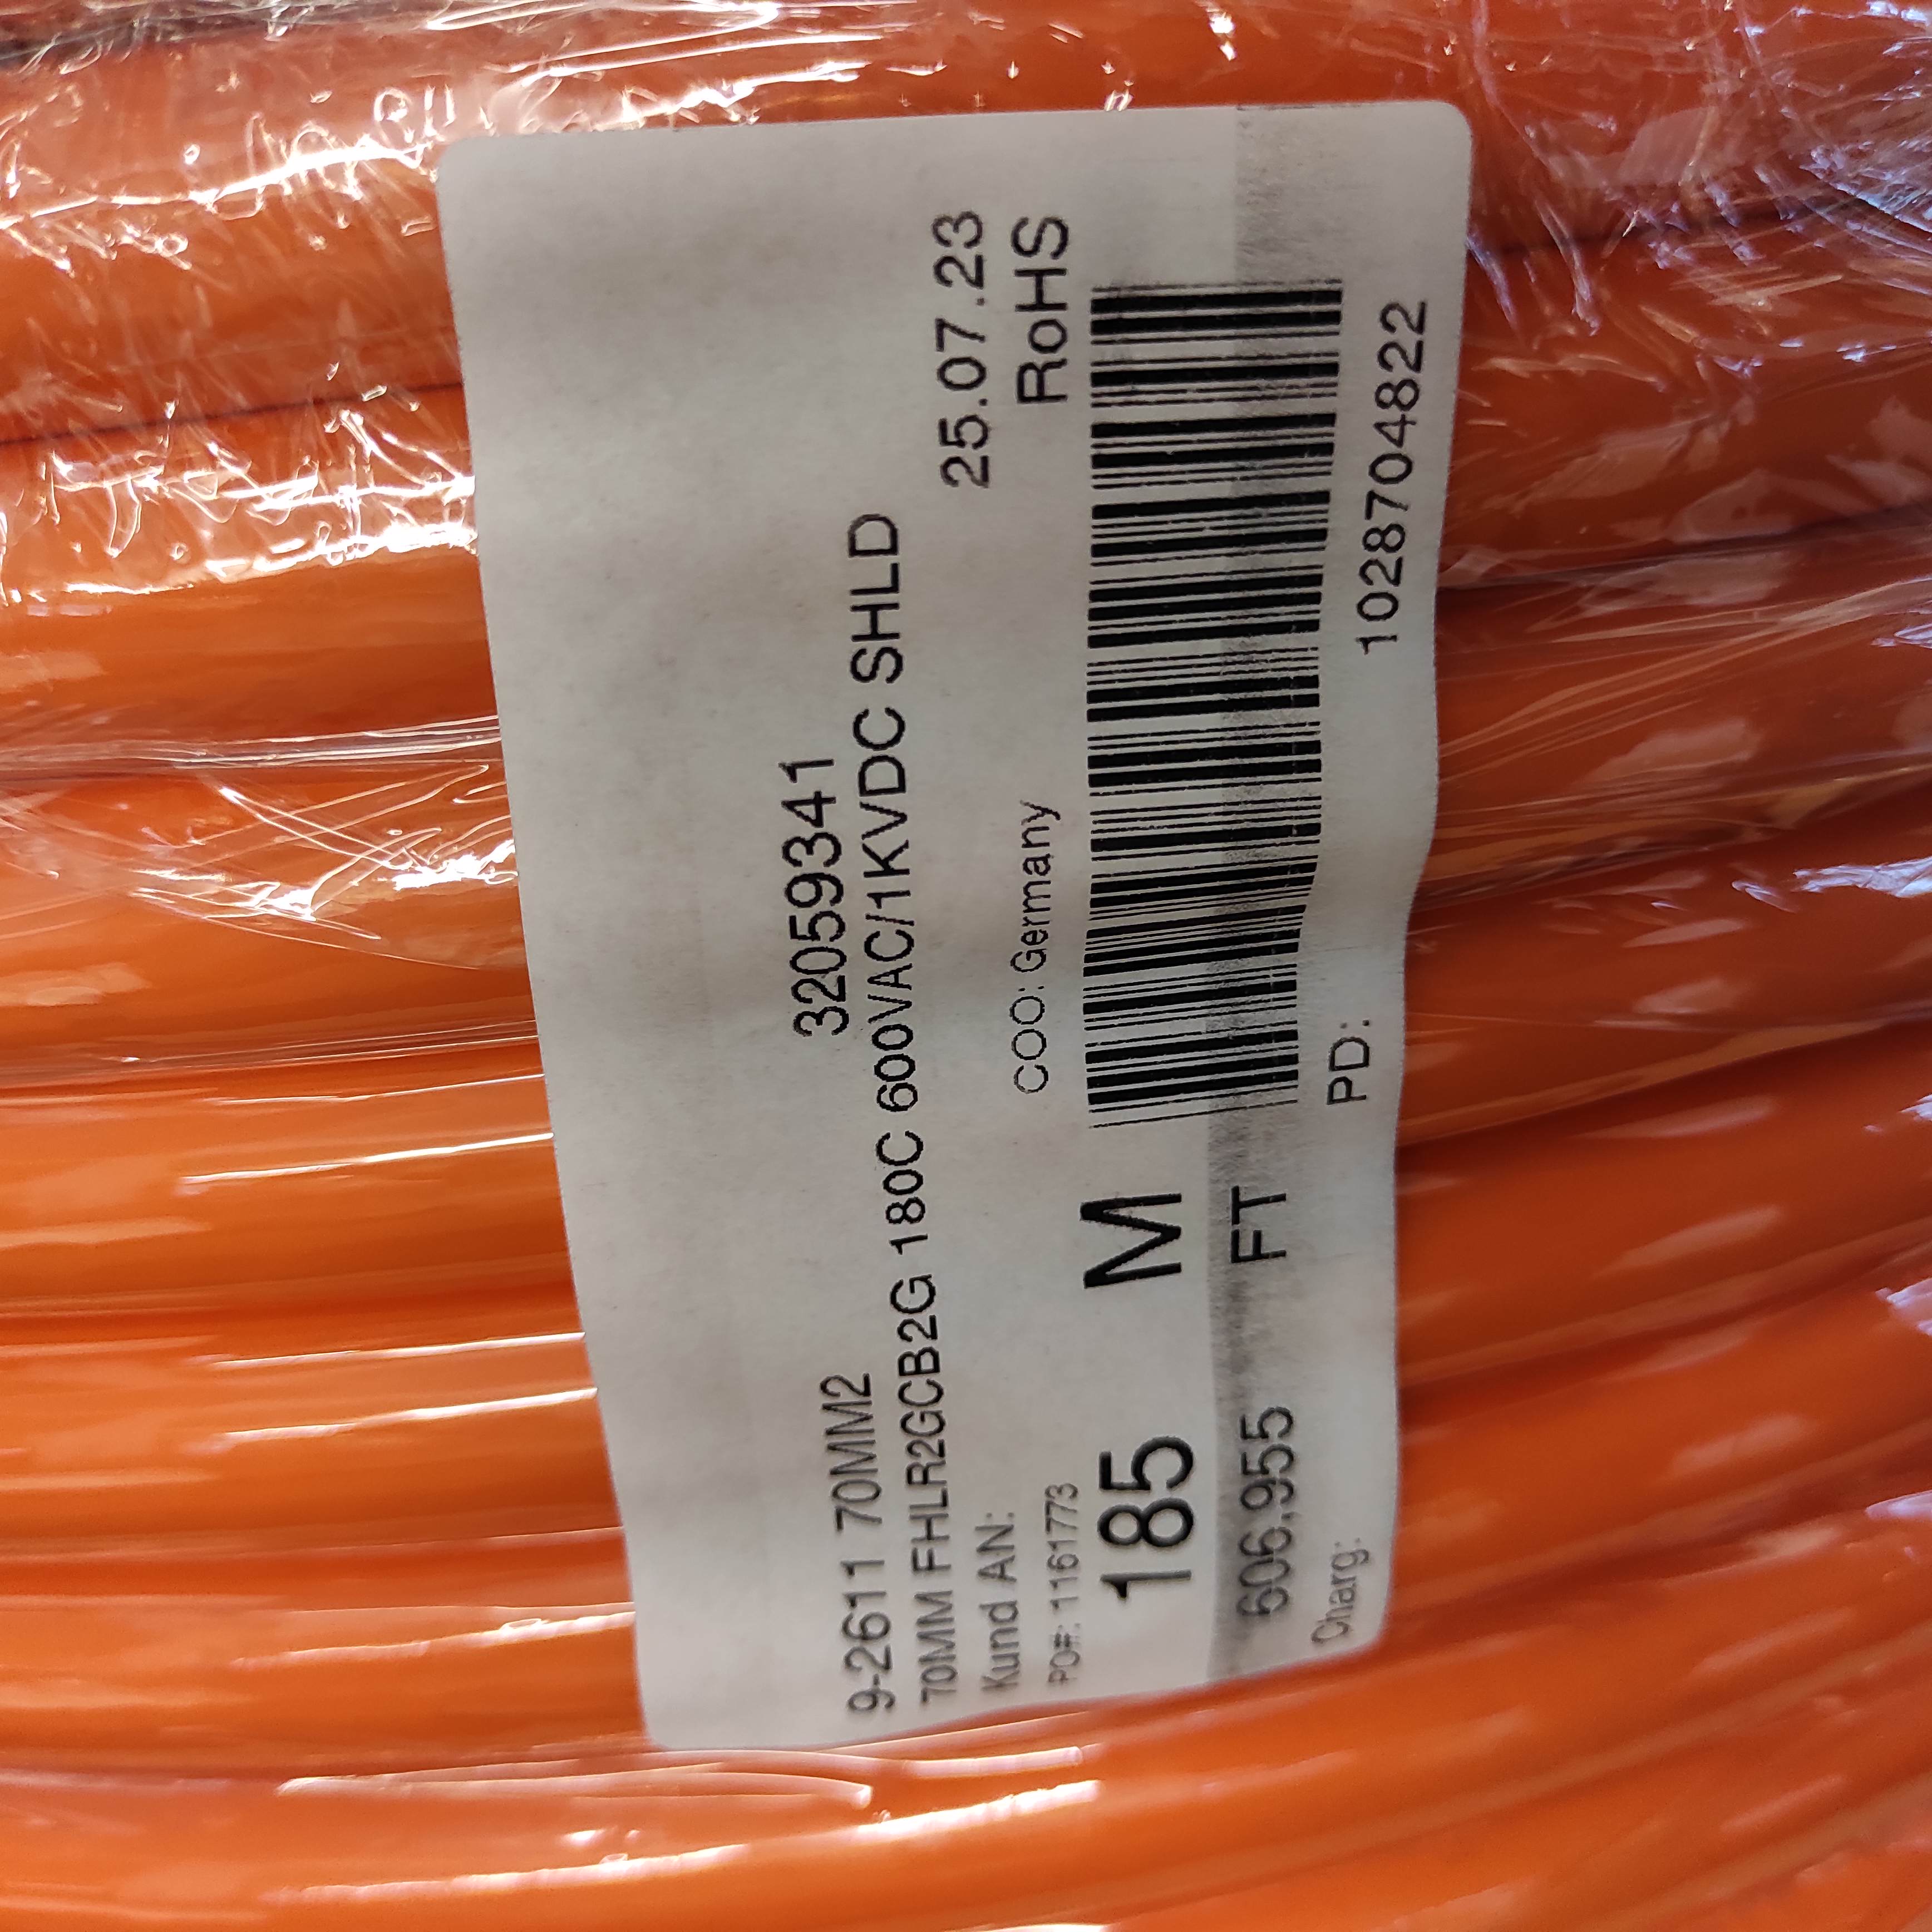 32059341
9-2611 70MM2
70MM FHLR2GCB2G 180C 600VAC/1KVDC SHLD
Kund AN:
25.07.23
PO#: 1161773
COO: Germany
RoHS
185 M
606,955 FT
Charg:
PD:
1028704822